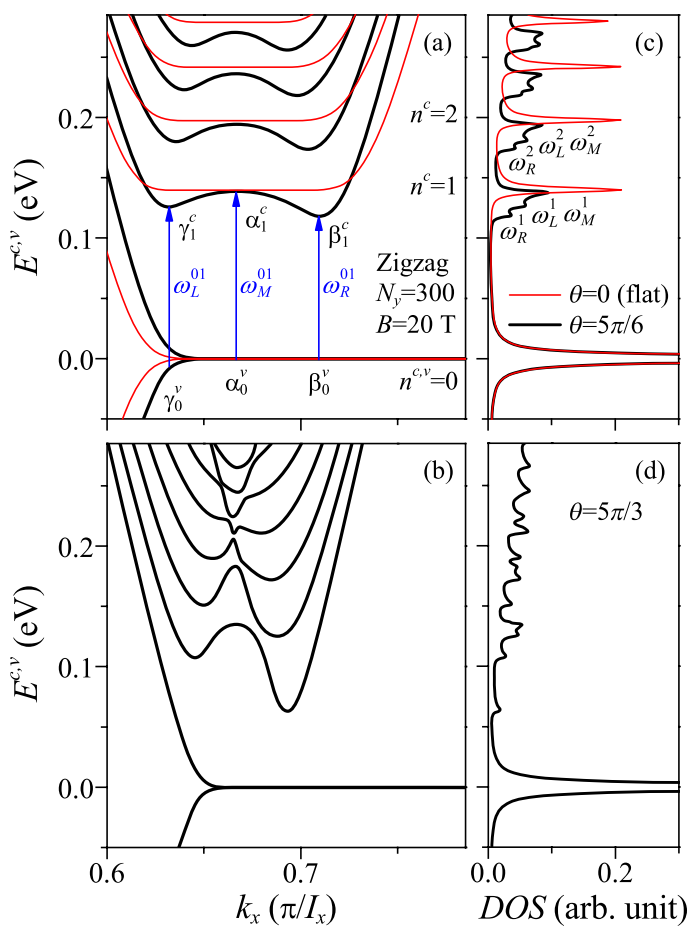 (a)
(c)
0.2
0.1
0.0
E^{c,v} (eV)
n^c=2
n^c=1
γ_1^c
α_1^c
β_1^c
ω_L^{01}
ω_M^{01}
ω_R^{01}
Zigzag
N_y=300
B=20 T
γ_0^v
α_0^v
β_0^v
n^{c,v}=0
ω_R^2 ω_L^2 ω_M^2
ω_R^1 ω_L^1 ω_M^1
θ=0 (flat)
θ=5π/6
(b)
(d)
θ=5π/3
0.2
0.1
0.0
E^{c,v} (eV)
0.6
0.7
0.0
0.2
k_x (π/I_x)
DOS (arb. unit)